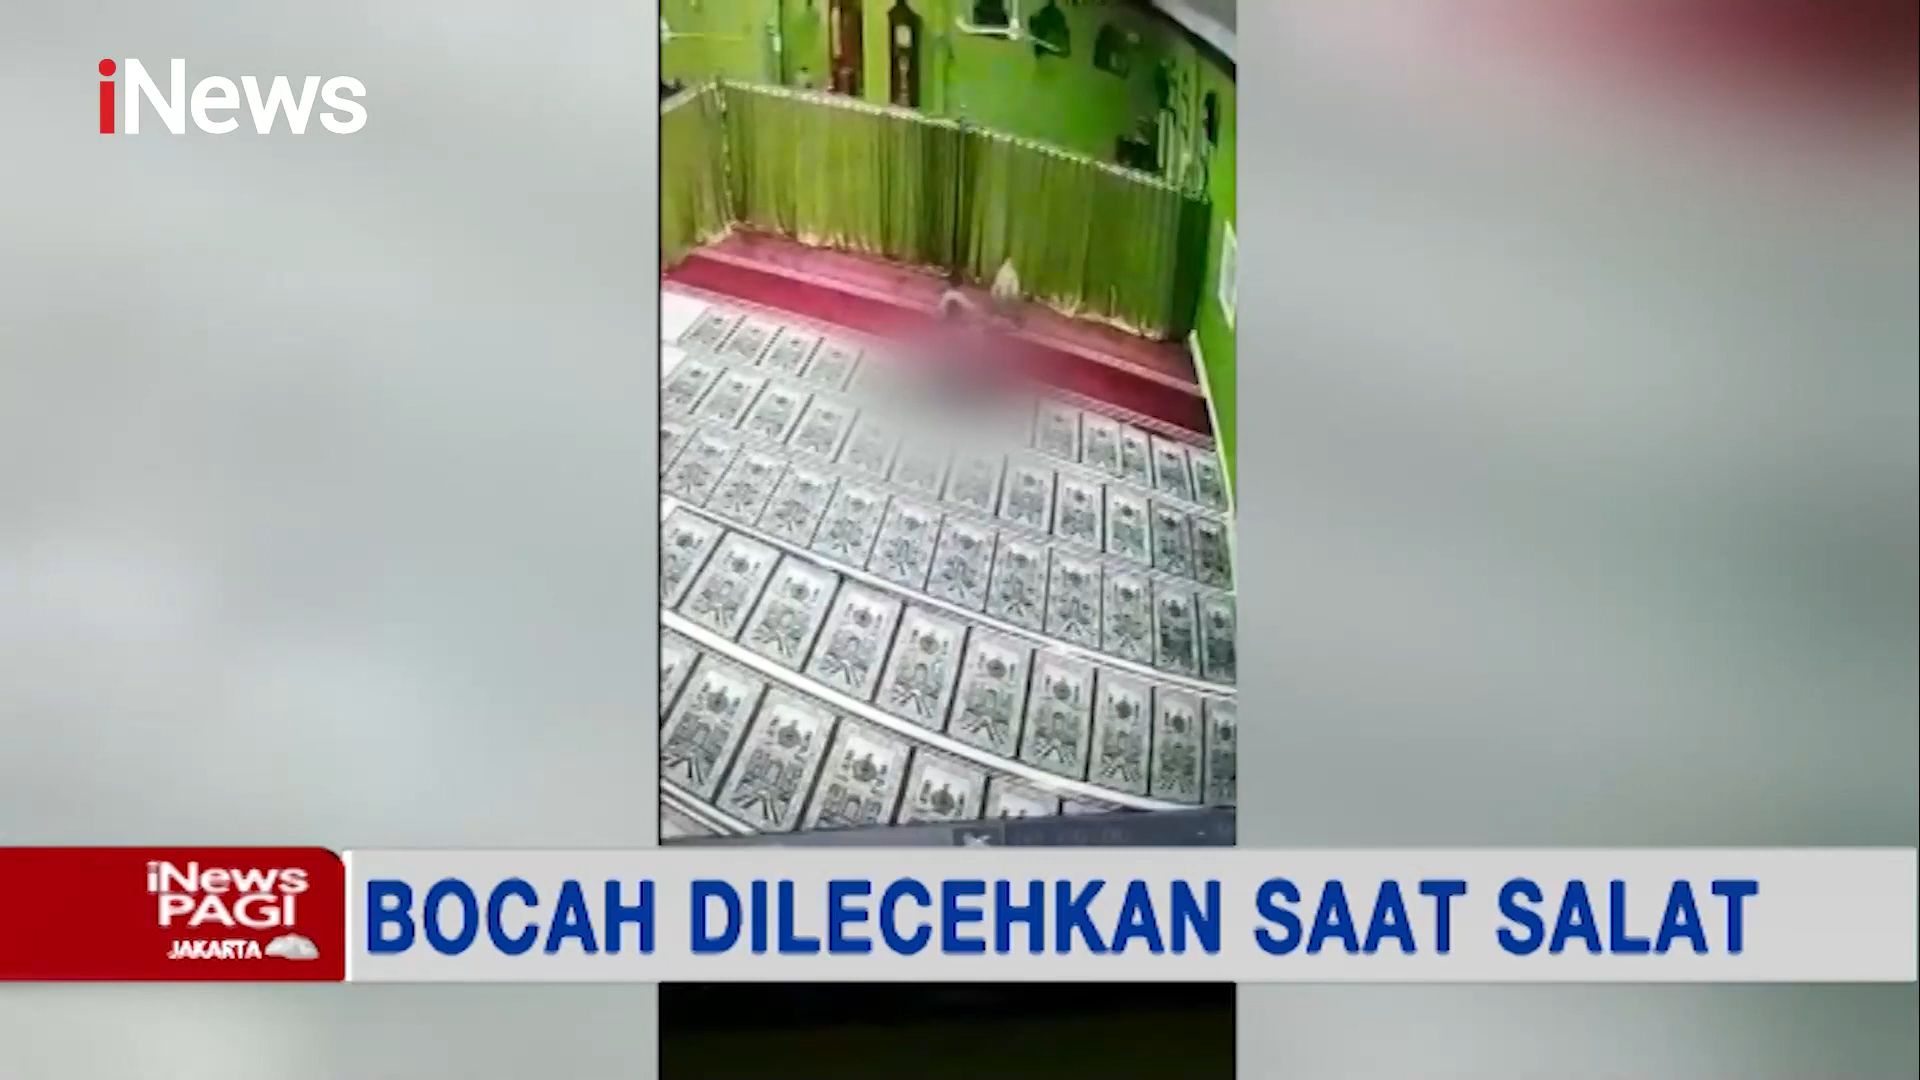 iNews
iNews
PAGI
JAKARTA
BOCAH DILECEHKAN SAAT SALAT